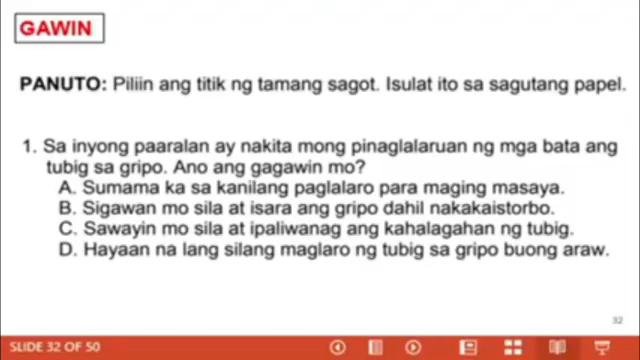 GAWIN
PANUTO: Piliin ang titik ng tamang sagot. Isulat ito sa sagutang papel.
1. Sa inyong paaralan ay nakita mong pinaglalaruan ng mga bata ang
tubig sa gripo. Ano ang gagawin mo?
A. Sumama ka sa kanilang paglalaro para maging masaya.
B. Sigawan mo sila at isara ang gripo dahil nakakaistorbo.
C. Sawayin mo sila at ipaliwanag ang kahalagahan ng tubig.
D. Hayaan na lang silang maglaro ng tubig sa gripo buong araw.
32
SLIDE 32 OF 50